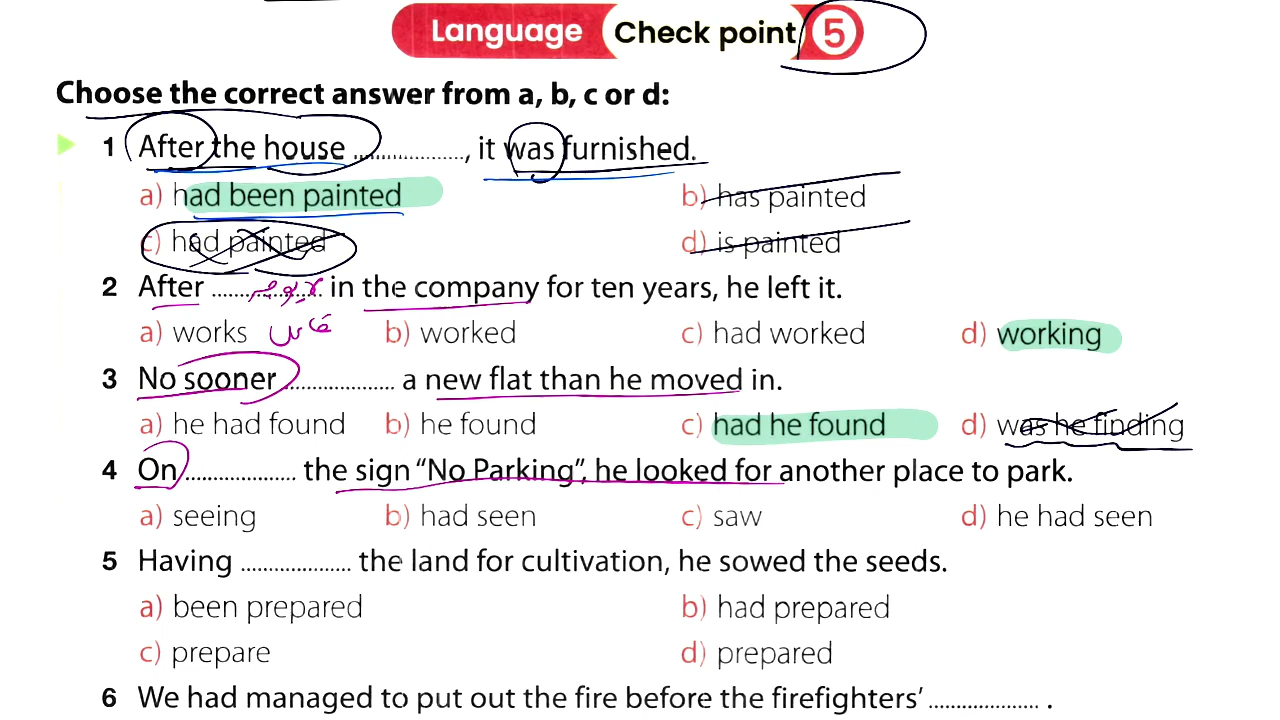 Language Check point 5
Choose the correct answer from a, b, c or d:
1 After the house ..................., it was furnished.
a) had been painted b) has painted
c) had painted d) is painted
2 After .................... in the company for ten years, he left it.
a) works b) worked c) had worked d) working
3 No sooner ................... a new flat than he moved in.
a) he had found b) he found c) had he found d) was he finding
4 On .................... the sign “No Parking”, he looked for another place to park.
a) seeing b) had seen c) saw d) he had seen
5 Having .................... the land for cultivation, he sowed the seeds.
a) been prepared b) had prepared
c) prepare d) prepared
6 We had managed to put out the fire before the firefighters’ .................... .